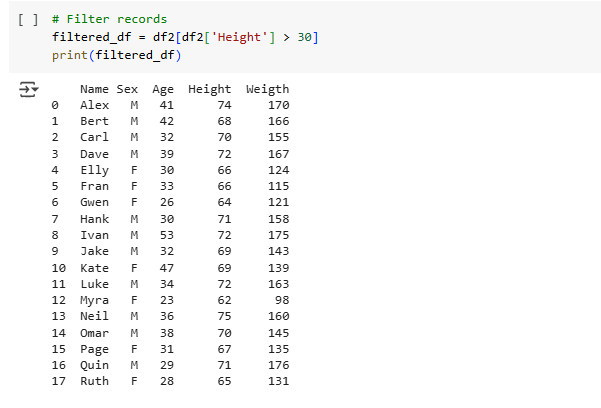 [ ] # Filter records
filtered_df = df2[df2['Height'] > 30]
print(filtered_df)
Name Sex Age Height Weigth
0 Alex M 41 74 170
1 Bert M 42 68 166
2 Carl M 32 70 155
3 Dave M 39 72 167
4 Elly F 30 66 124
5 Fran F 33 66 115
6 Gwen F 26 64 121
7 Hank M 30 71 158
8 Ivan M 53 72 175
9 Jake M 32 69 143
10 Kate F 47 69 139
11 Luke M 34 72 163
12 Myra F 23 62 98
13 Neil M 36 75 160
14 Omar M 38 70 145
15 Page F 31 67 135
16 Quin M 29 71 176
17 Ruth F 28 65 131